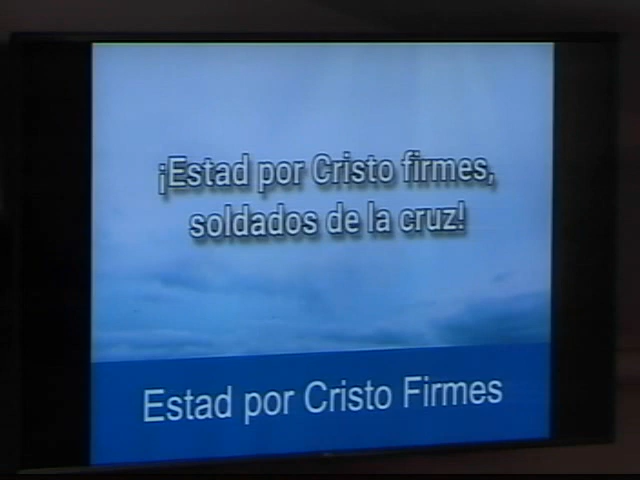 ¡Estad por Cristo firmes,
soldados de la cruz!
Estad por Cristo Firmes